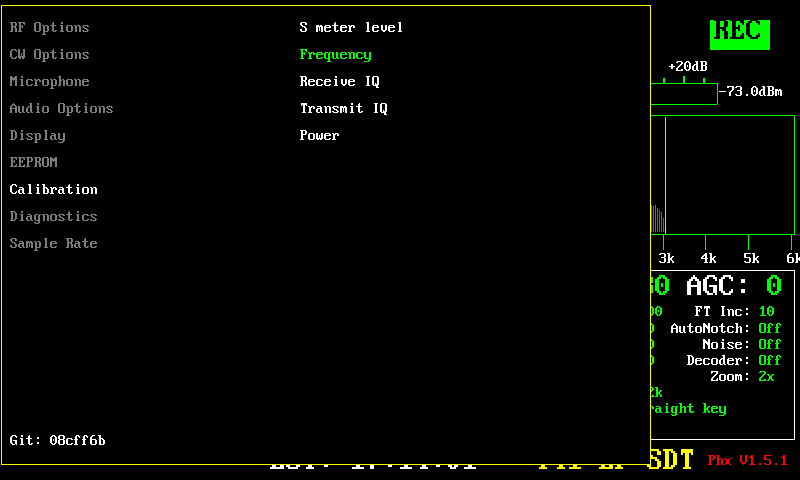 RF Options
CW Options
Microphone
Audio Options
Display
EEPROM
Calibration
Diagnostics
Sample Rate
S meter level
Frequency
Receive IQ
Transmit IQ
Power
Git: 08cff6b
REC
+20dB
-73.0dBm
3k 4k 5k 6k
0 AGC: 0
FT Inc: 10
AutoNotch: Off
Noise: Off
Decoder: Off
Zoom: 2x
2k
raight key
SDT Phx V1.5.1